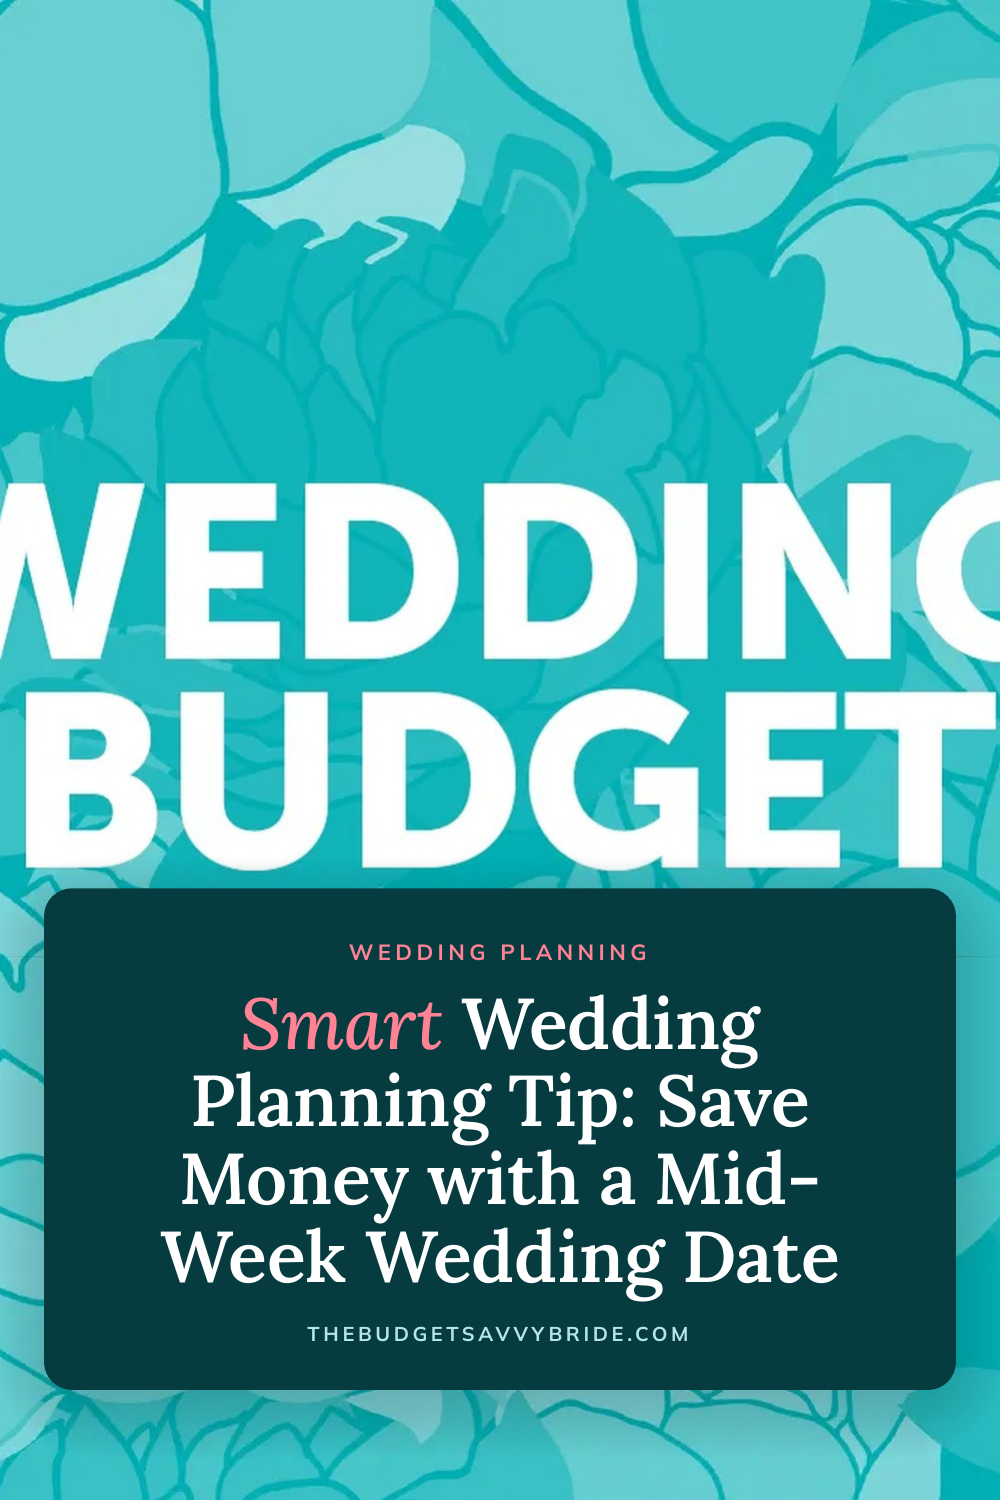 WEDDING
BUDGET
WEDDING PLANNING
Smart Wedding
Planning Tip: Save
Money with a Mid-
Week Wedding Date
THEBUDGETSAVVYBRIDE.COM